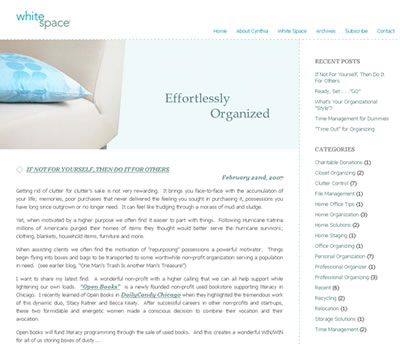 white space
Home About Cynthia White Space Archives Subscribe Contact
Effortlessly
Organized
IF NOT FOR YOURSELF, THEN DO IT FOR OTHERS
February 22nd, 2007
Getting rid of clutter for clutter's sake is not very rewarding. It brings you face-to-face with the accumulation of
your life; memories, poor purchases that never delivered the feeling you sought in purchasing it, possessions you
have long once outgrown or no longer need. It can feel like trudging through a morass of mud and sludge.
Yet, when motivated by a higher purpose we often find it easier to part with things. Following Hurricane Katrina
millions of Americans purged their homes of items they thought would better serve the hurricane survivors;
clothing, blankets, household items, furniture and more.
When assisting clients we often find the motivation of "repurposing" possessions a powerful motivator. Things
begin flying into boxes and bags to be transported to some worthwhile non-profit organization serving a population
in need. (see earlier blog, "One Man's Trash Is Another Man's Treasure")
I want to share my latest find. A wonderful non-profit with a higher calling that we can all help support while
lightening our own loads. "Open Books" is a newly founded non-profit used bookstore supporting literacy in
Chicago. I recently learned of Open Books in DailyCandy Chicago when they highlighted the tremendous work
of this dynamic duo, Stacy Ratner and Becca Keaty. After successful careers in other non-profits and start-ups,
these two formidable and energetic women made a conscious decision to combine their vocation and their
avocation.
Open Books will fund literacy programming through the sale of used books. And this creates a wonderful WIN/WIN
for all of us storing boxes of dusty ...
RECENT POSTS
If Not For Yourself, Then Do It
For Others
Ready, Set . . . "GO"
What's Your Organizational
"Style"?
Time Management for Dummies
"Time Out" for Organizing
CATEGORIES
Charitable Donations (1)
Closet Organizing (2)
Clutter Control (7)
File Management (1)
Home Office Tips (1)
Home Organization (3)
Home Solutions (2)
Home Staging (1)
Office Organizing (1)
Personal Organization (7)
Professional Organizer (1)
Professional Organizing (3)
Recent (6)
Recycling (2)
Relocation (1)
Storage Solutions (1)
Time Management (2)